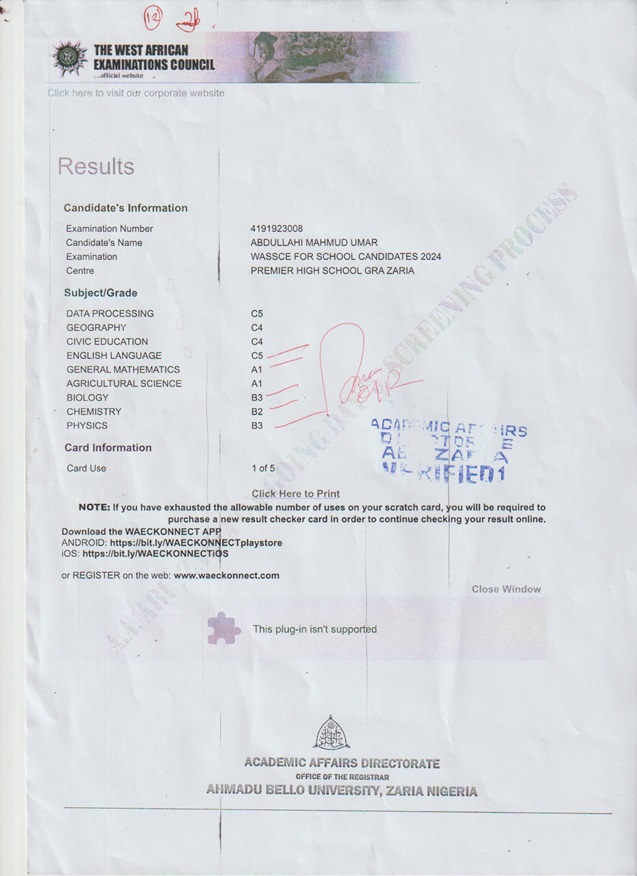 12
THE WEST AFRICAN
EXAMINATIONS COUNCIL
...official website
Click here to visit our corporate website
Results
Candidate's Information
Examination Number 4191923008
Candidate's Name ABDULLAHI MAHMUD UMAR
Examination WASSCE FOR SCHOOL CANDIDATES 2024
Centre PREMIER HIGH SCHOOL GRA ZARIA
Subject/Grade
DATA PROCESSING C5
GEOGRAPHY C4
CIVIC EDUCATION C4
ENGLISH LANGUAGE C5
GENERAL MATHEMATICS A1
AGRICULTURAL SCIENCE A1
BIOLOGY B3
CHEMISTRY B2
PHYSICS B3
ACADEMIC AFFAIRS
ZARIA
VERIFIED1
Card Information
Card Use 1 of 5
Click Here to Print
NOTE: If you have exhausted the allowable number of uses on your scratch card, you will be required to
purchase a new result checker card in order to continue checking your result online.
Download the WAECKONNECT APP
ANDROID: https://bit.ly/WAECKONNECTplaystore
iOS: https://bit.ly/WAECKONNECTiOS
or REGISTER on the web: www.waeckonnect.com
Close Window
This plug-in isn't supported
SCREENING PROCESS
ACADEMIC AFFAIRS DIRECTORATE
OFFICE OF THE REGISTRAR
AHMADU BELLO UNIVERSITY, ZARIA NIGERIA